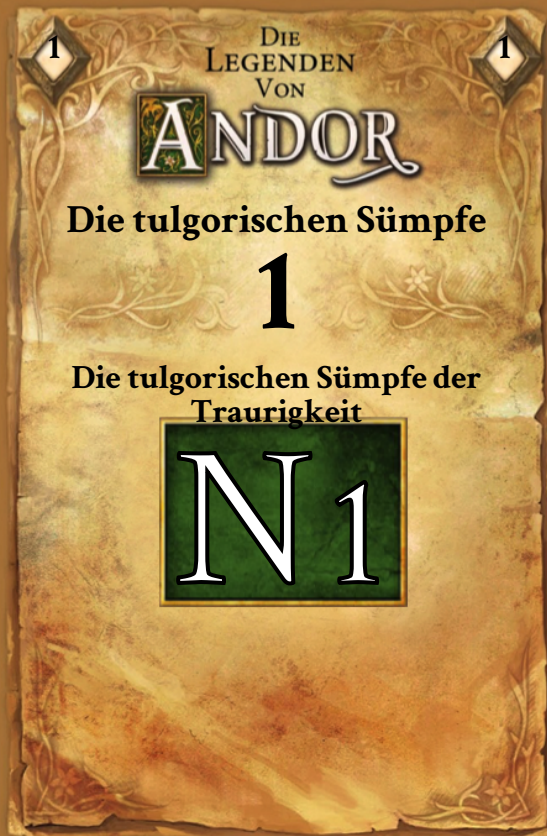 1
1
Die
Legenden
Von
Andor
Die tulgorischen Sümpfe
1
Die tulgorischen Sümpfe der
Traurigkeit
N1